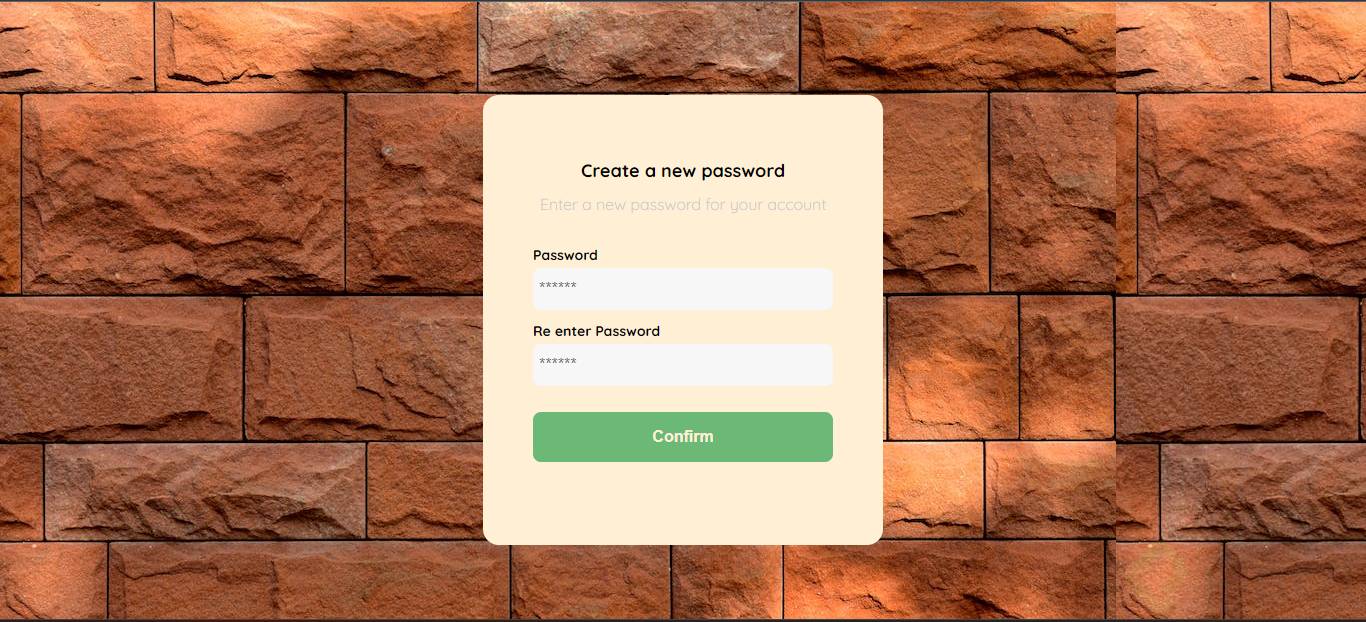 Create a new password
Enter a new password for your account
Password
******
Re enter Password
******
Confirm